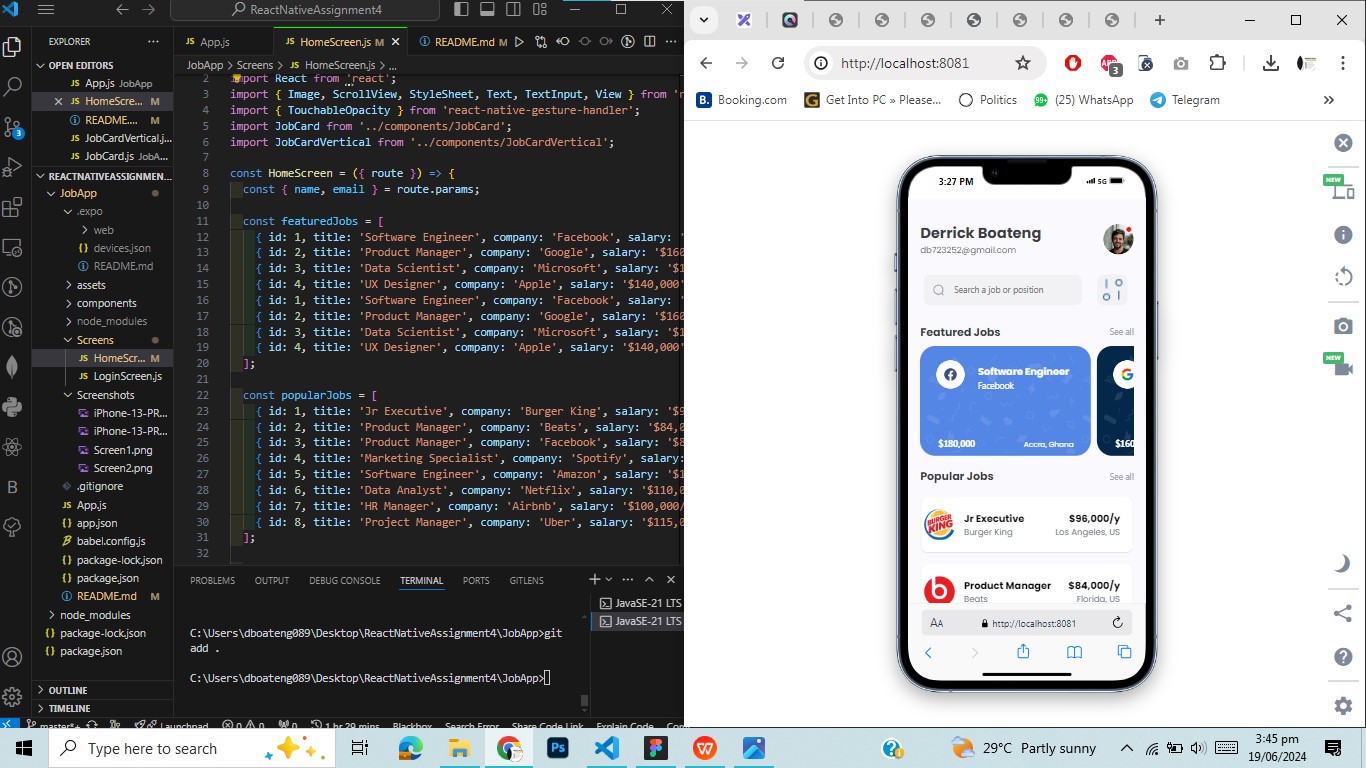 ReactNativeAssignment4
EXPLORER
OPEN EDITORS
App.js JobApp
HomeScre... M
README.... M
JobCardVertical.j...
JobCard.js JobA...
REACTNATIVEASSIGNMEN...
JobApp
.expo
web
devices.json
README.md
assets
components
node_modules
Screens
HomeScr... M
LoginScreen.js
Screenshots
iPhone-13-PR...
iPhone-13-PR...
Screen1.png
Screen2.png
.gitignore
App.js
app.json
babel.config.js
package-lock.json
package.json
README.md M
node_modules
package-lock.json
package.json
OUTLINE
TIMELINE
App.js
HomeScreen.js M
README.md M
JobApp > Screens > JS HomeScreen.js > ...
2 import React from 'react';
3 import { Image, ScrollView, StyleSheet, Text, TextInput, View } from 'r
4 import { TouchableOpacity } from 'react-native-gesture-handler';
5 import JobCard from '../components/JobCard';
6 import JobCardVertical from '../components/JobCardVertical';
7
8 const HomeScreen = ({ route }) => {
9 const { name, email } = route.params;
10
11 const featuredJobs = [
12 { id: 1, title: 'Software Engineer', company: 'Facebook', salary: '
13 { id: 2, title: 'Product Manager', company: 'Google', salary: '$160
14 { id: 3, title: 'Data Scientist', company: 'Microsoft', salary: '$1
15 { id: 4, title: 'UX Designer', company: 'Apple', salary: '$140,000'
16 { id: 1, title: 'Software Engineer', company: 'Facebook', salary: '
17 { id: 2, title: 'Product Manager', company: 'Google', salary: '$160
18 { id: 3, title: 'Data Scientist', company: 'Microsoft', salary: '$1
19 { id: 4, title: 'UX Designer', company: 'Apple', salary: '$140,000'
20 ];
21
22 const popularJobs = [
23 { id: 1, title: 'Jr Executive', company: 'Burger King', salary: '$9
24 { id: 2, title: 'Product Manager', company: 'Beats', salary: '$84,0
25 { id: 3, title: 'Product Manager', company: 'Facebook', salary: '$8
26 { id: 4, title: 'Marketing Specialist', company: 'Spotify', salary:
27 { id: 5, title: 'Software Engineer', company: 'Amazon', salary: '$1
28 { id: 6, title: 'Data Analyst', company: 'Netflix', salary: '$110,0
29 { id: 7, title: 'HR Manager', company: 'Airbnb', salary: '$100,000/
30 { id: 8, title: 'Project Manager', company: 'Uber', salary: '$115,0
31 ];
32
PROBLEMS OUTPUT DEBUG CONSOLE TERMINAL PORTS GITLENS
C:\Users\dboateng089\Desktop\ReactNativeAssignment4\JobApp>git
add .
C:\Users\dboateng089\Desktop\ReactNativeAssignment4\JobApp>
JavaSE-21 LTS
JavaSE-21 LTS
master*+ Launchpad 0 0 0 1 hr 29 mins Blackbox Search Error Share Code Link Explain Code
http://localhost:8081
3
Booking.com
Get Into PC » Please...
Politics
(25) WhatsApp
Telegram
3:27 PM
5G
Derrick Boateng
db723252@gmail.com
Search a job or position
Featured Jobs See all
Software Engineer
Facebook
$180,000 Accra, Ghana
$160
Popular Jobs See all
BURGER KING
Jr Executive $96,000/y
Burger King Los Angeles, US
Product Manager $84,000/y
Beats Florida, US
AA http://localhost:8081
NEW
NEW
Type here to search
29°C Partly sunny
3:45 pm
19/06/2024